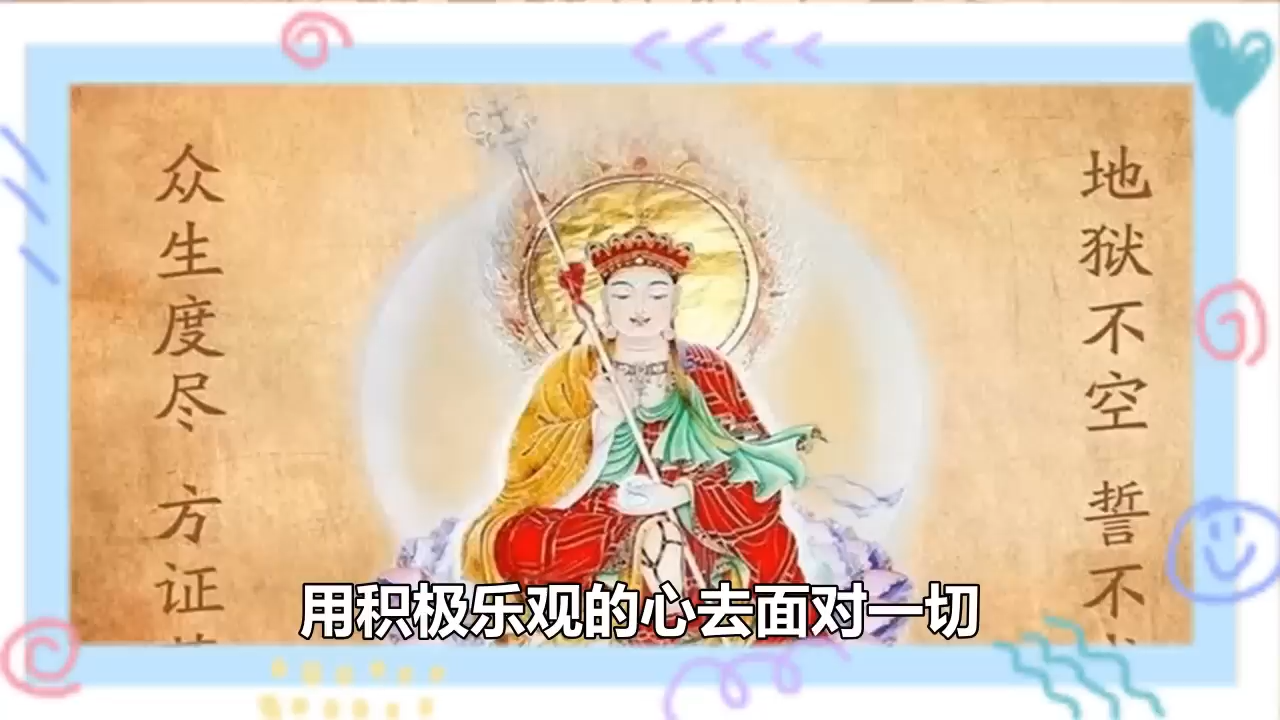 地狱不空 誓不
众生度尽 方证
用积极乐观的心去面对一切